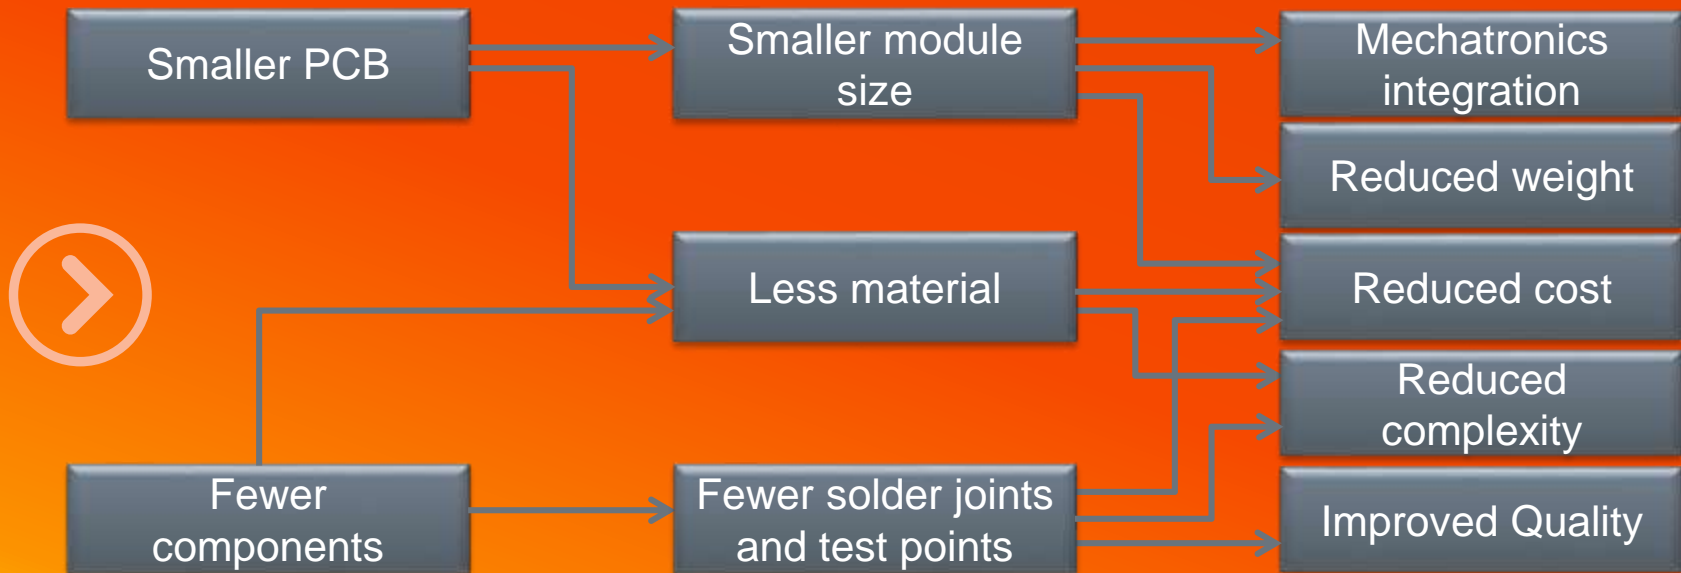 Smaller PCB
Smaller module
size
Mechatronics
integration
Reduced weight
Less material
Reduced cost
Reduced
complexity
Fewer
components
Fewer solder joints
and test points
Improved Quality